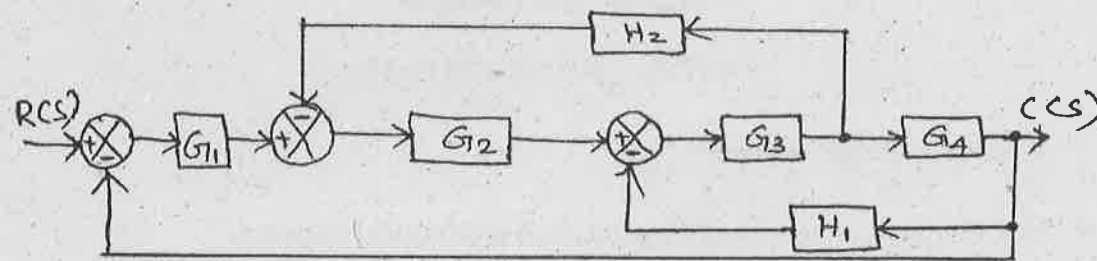 H2
R(S)
+
-
G1
+
-
G2
+
-
G3
G4
C(S)
H1